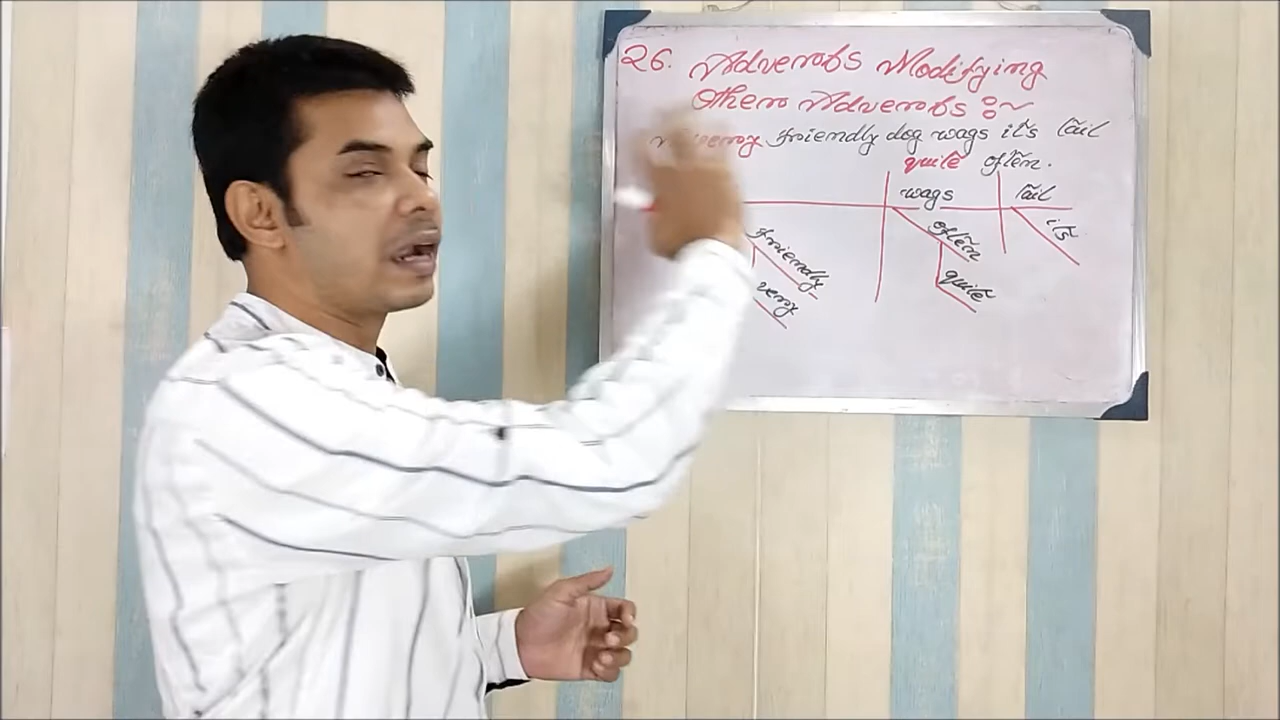 26. Adverbs Modifying
Other Adverbs :~
very friendly dog wags it's tail
quite often.
wags tail
often it's
friendly
quite
very